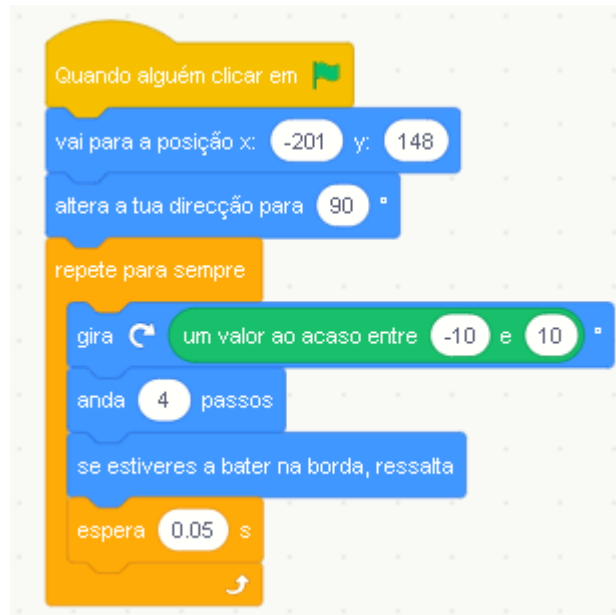 Quando alguém clicar em
vai para a posição x: -201 y: 148
altera a tua direcção para 90 °
repete para sempre
gira um valor ao acaso entre -10 e 10 °
anda 4 passos
se estiveres a bater na borda, ressalta
espera 0.05 s